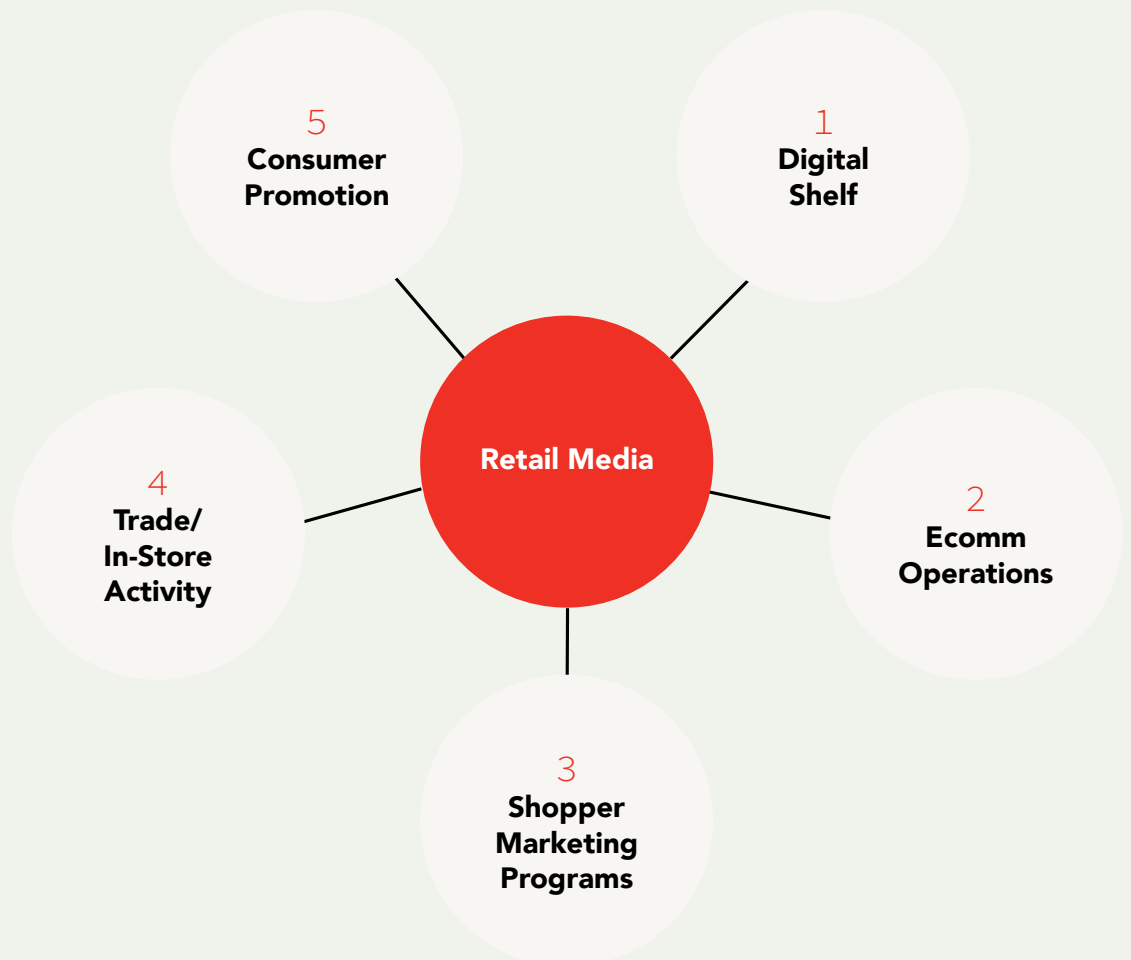 5
Consumer
Promotion
1
Digital
Shelf
Retail Media
4
Trade/
In-Store
Activity
2
Ecomm
Operations
3
Shopper
Marketing
Programs